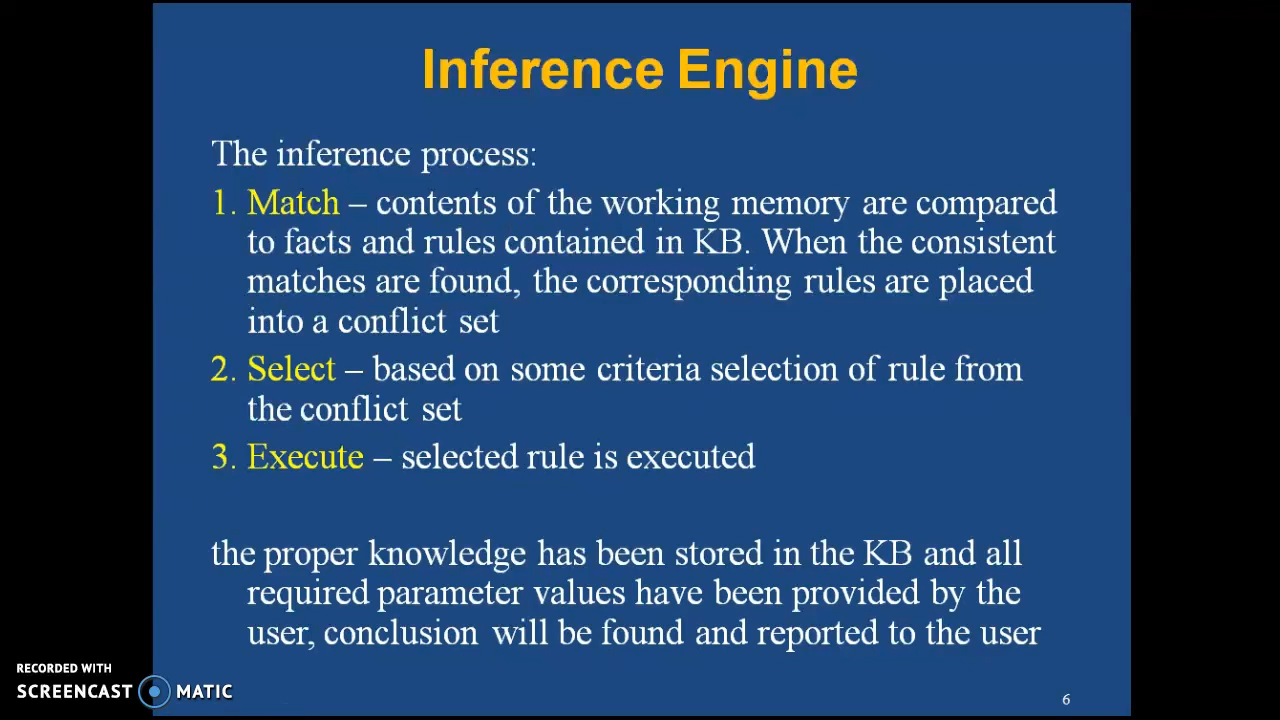 Inference Engine
The inference process:
1. Match – contents of the working memory are compared
to facts and rules contained in KB. When the consistent
matches are found, the corresponding rules are placed
into a conflict set
2. Select – based on some criteria selection of rule from
the conflict set
3. Execute – selected rule is executed
the proper knowledge has been stored in the KB and all
required parameter values have been provided by the
user, conclusion will be found and reported to the user
RECORDED WITH
SCREENCAST MATIC
6